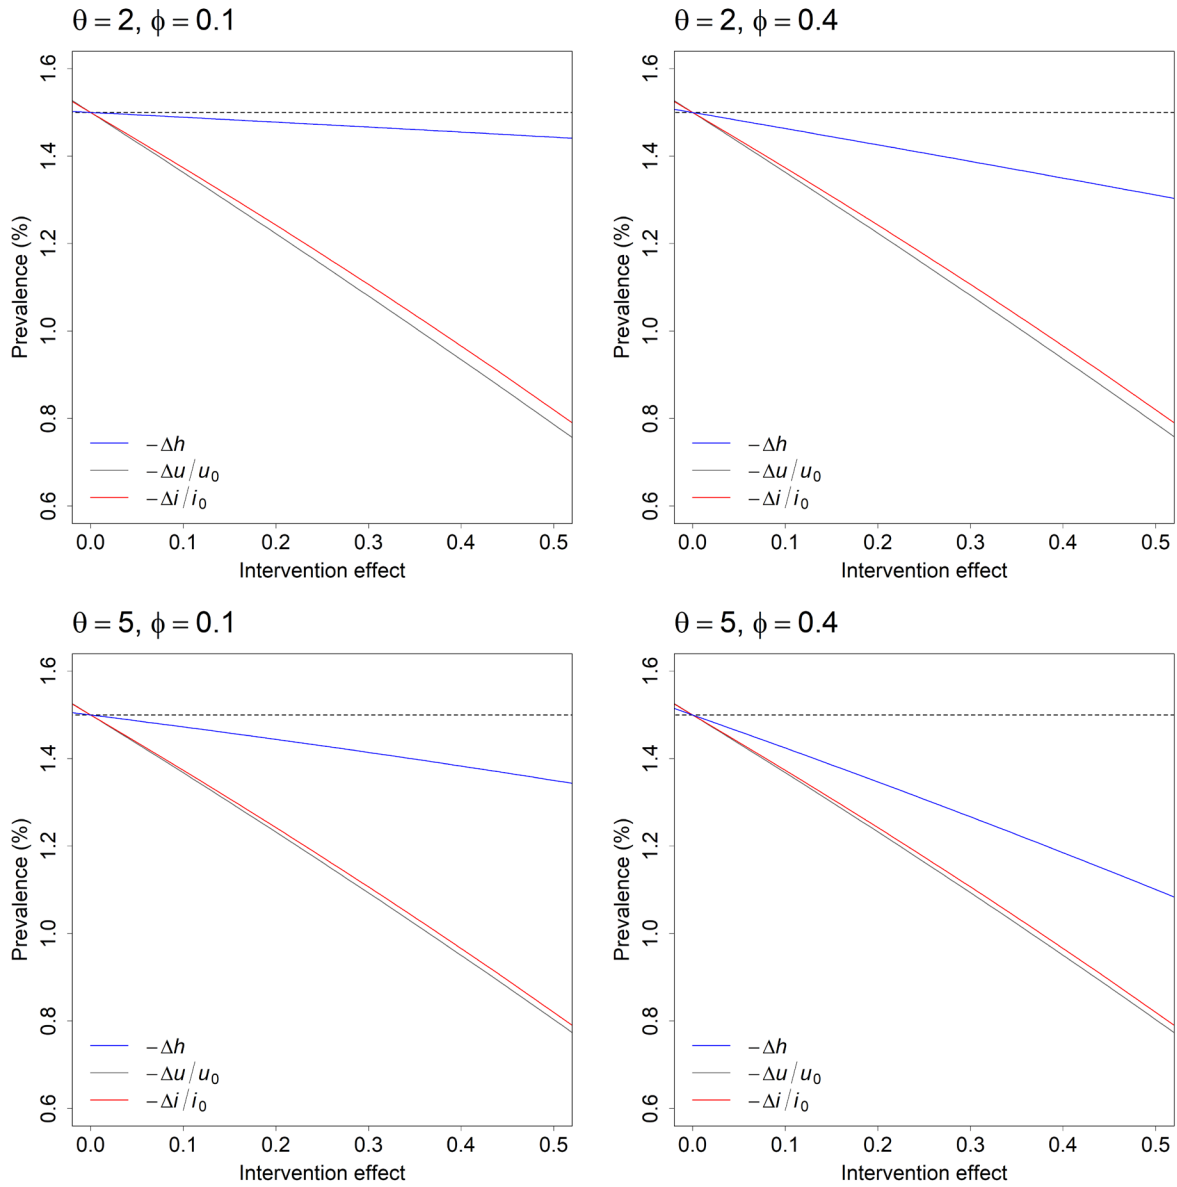 θ = 2, ϕ = 0.1
Prevalence (%)
1.6
1.4
1.2
1.0
0.8
0.6
−Δh
−Δu/u₀
−Δi/i₀
0.0 0.1 0.2 0.3 0.4 0.5
Intervention effect
θ = 2, ϕ = 0.4
Prevalence (%)
1.6
1.4
1.2
1.0
0.8
0.6
−Δh
−Δu/u₀
−Δi/i₀
0.0 0.1 0.2 0.3 0.4 0.5
Intervention effect
θ = 5, ϕ = 0.1
Prevalence (%)
1.6
1.4
1.2
1.0
0.8
0.6
−Δh
−Δu/u₀
−Δi/i₀
0.0 0.1 0.2 0.3 0.4 0.5
Intervention effect
θ = 5, ϕ = 0.4
Prevalence (%)
1.6
1.4
1.2
1.0
0.8
0.6
−Δh
−Δu/u₀
−Δi/i₀
0.0 0.1 0.2 0.3 0.4 0.5
Intervention effect